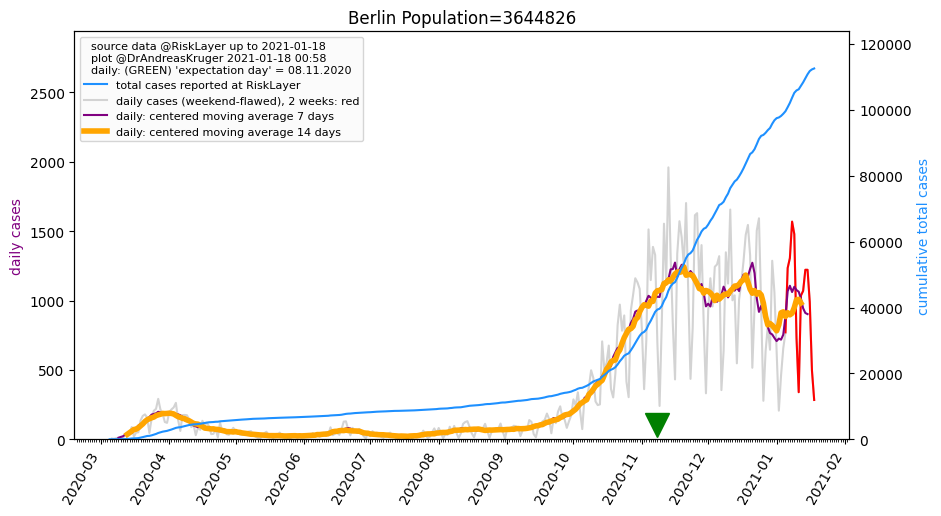 Berlin Population=3644826
source data @RiskLayer up to 2021-01-18
plot @DrAndreasKruger 2021-01-18 00:58
daily: (GREEN) 'expectation day' = 08.11.2020
total cases reported at RiskLayer
daily cases (weekend-flawed), 2 weeks: red
daily: centered moving average 7 days
daily: centered moving average 14 days
daily cases
2500
2000
1500
1000
500
0
120000
100000
80000
60000
40000
20000
0
cumulative total cases
2020-03
2020-04
2020-05
2020-06
2020-07
2020-08
2020-09
2020-10
2020-11
2020-12
2021-01
2021-02